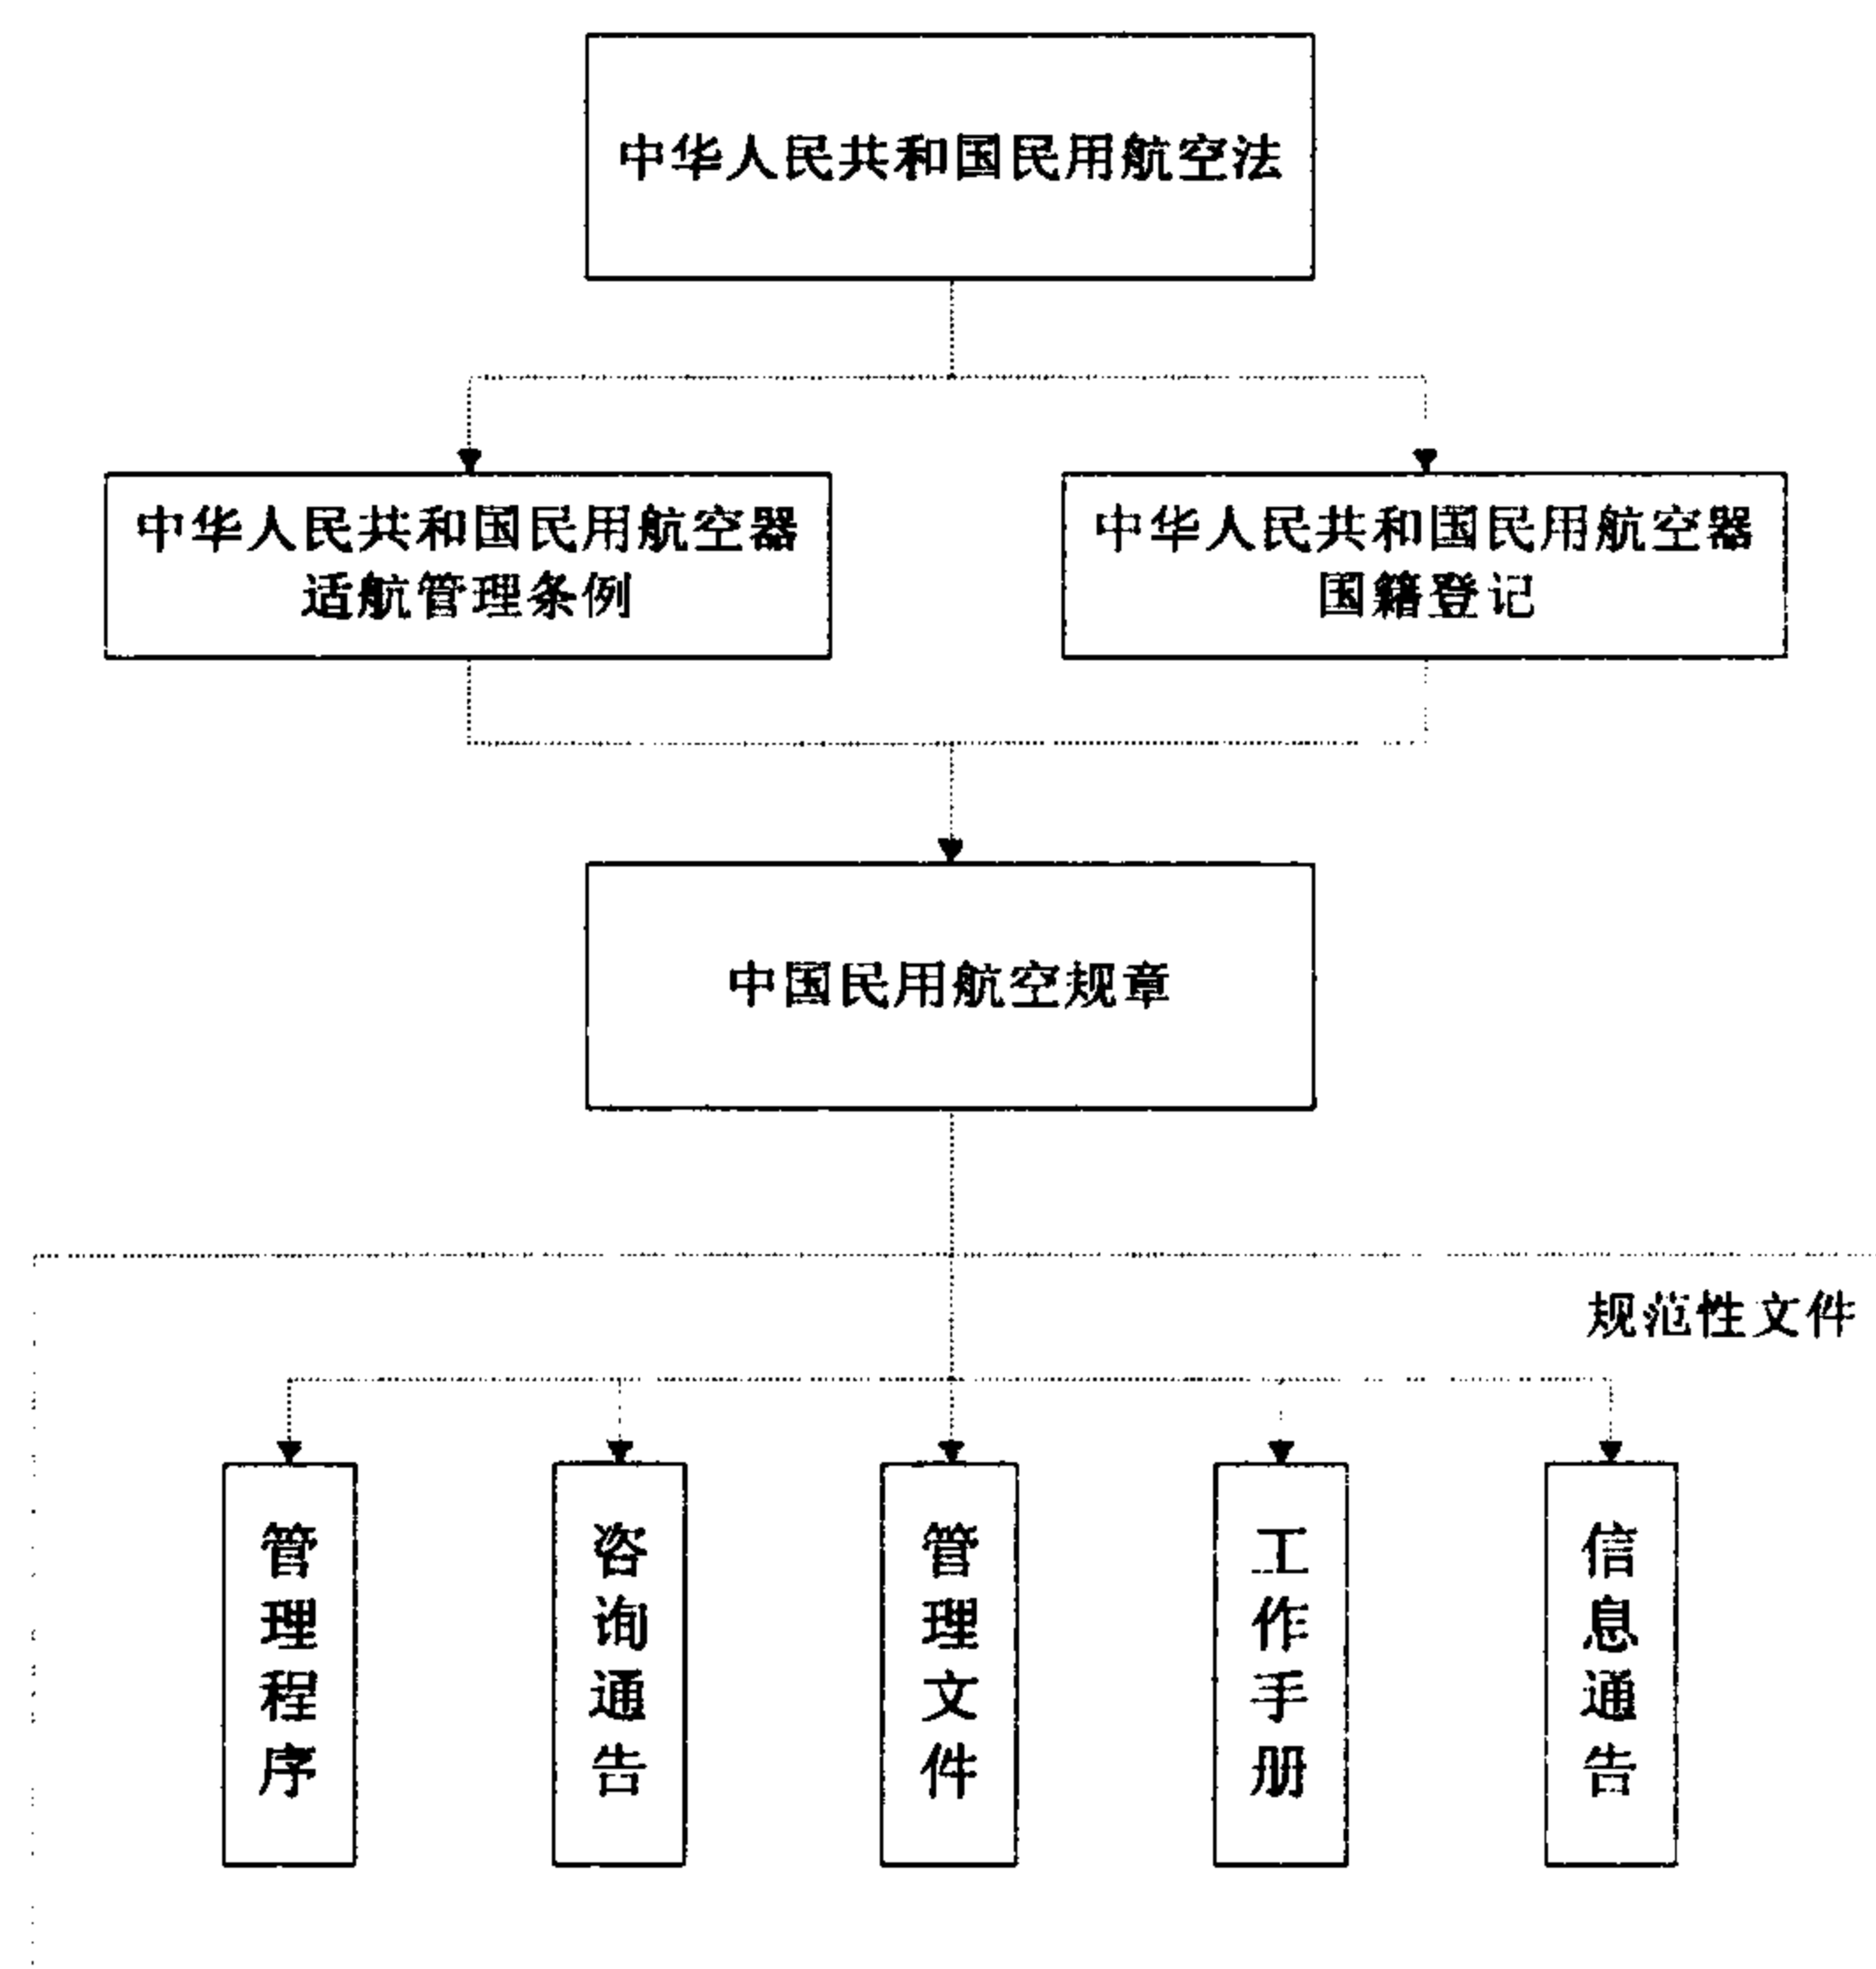 中华人民共和国民用航空法
中华人民共和国民用航空器
适航管理条例
中华人民共和国民用航空器
国籍登记
中国民用航空规章
规范性文件
管理程序
咨询通告
管理文件
工作手册
信息通告